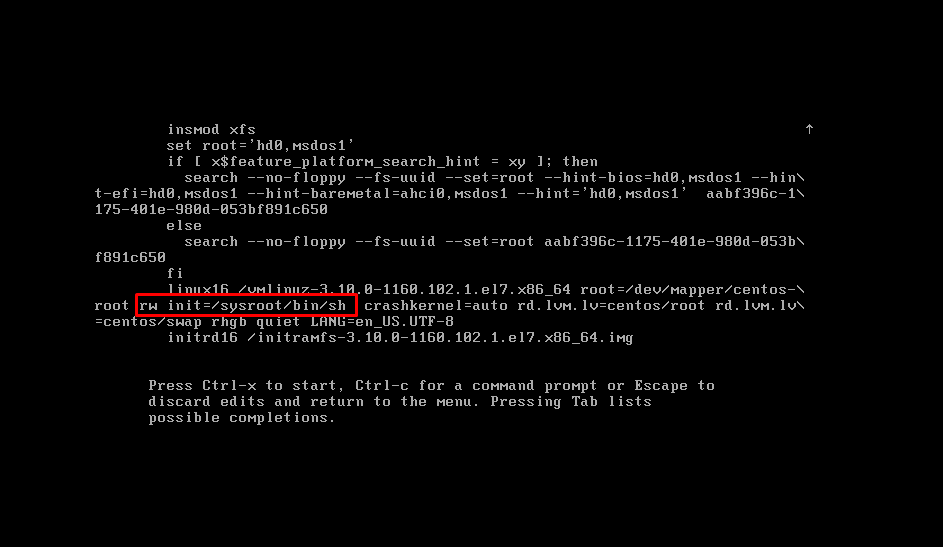 insmod xfs ↑
set root='hd0,msdos1'
if [ x$feature_platform_search_hint = xy ]; then
search --no-floppy --fs-uuid --set=root --hint-bios=hd0,msdos1 --hin\
t-efi=hd0,msdos1 --hint-baremetal=ahci0,msdos1 --hint='hd0,msdos1'  aabf396c-1\
175-401e-980d-053bf891c650
else
search --no-floppy --fs-uuid --set=root aabf396c-1175-401e-980d-053b\
f891c650
fi
linux16 /vmlinuz-3.10.0-1160.102.1.el7.x86_64 root=/dev/mapper/centos-\
root rw init=/sysroot/bin/sh  crashkernel=auto rd.lvm.lv=centos/root rd.lvm.lv\
=centos/swap rhgb quiet LANG=en_US.UTF-8
initrd16 /initramfs-3.10.0-1160.102.1.el7.x86_64.img
Press Ctrl-x to start, Ctrl-c for a command prompt or Escape to
discard edits and return to the menu. Pressing Tab lists
possible completions.